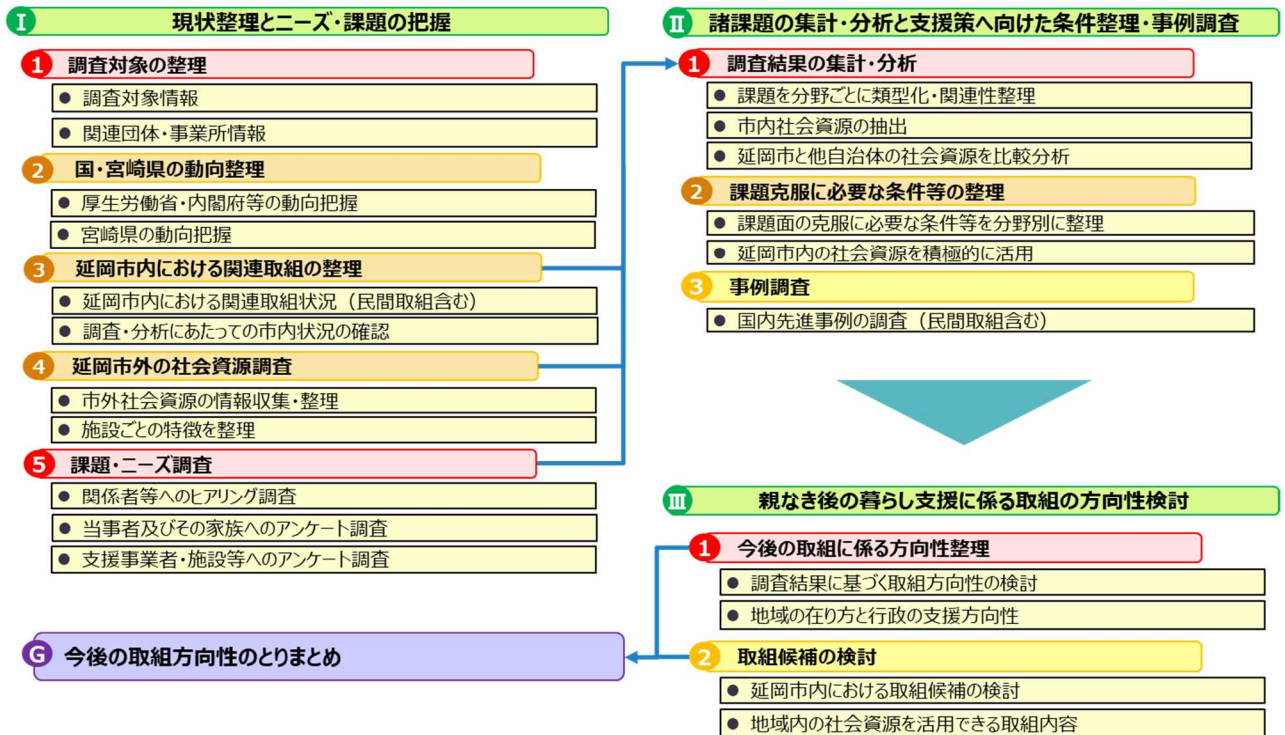 Ⅰ 現状整理とニーズ・課題の把握
1 調査対象の整理
● 調査対象情報
● 関連団体・事業所情報
2 国・宮崎県の動向整理
● 厚生労働省・内閣府等の動向把握
● 宮崎県の動向把握
3 延岡市内における関連取組の整理
● 延岡市内における関連取組状況（民間取組含む）
● 調査・分析にあたっての市内状況の確認
4 延岡市外の社会資源調査
● 市外社会資源の情報収集・整理
● 施設ごとの特徴を整理
5 課題・ニーズ調査
● 関係者等へのヒアリング調査
● 当事者及びその家族へのアンケート調査
● 支援事業者・施設等へのアンケート調査
Ⅱ 諸課題の集計・分析と支援策へ向けた条件整理・事例調査
1 調査結果の集計・分析
● 課題を分野ごとに類型化・関連性整理
● 市内社会資源の抽出
● 延岡市と他自治体の社会資源を比較分析
2 課題克服に必要な条件等の整理
● 課題面の克服に必要な条件等を分野別に整理
● 延岡市内の社会資源を積極的に活用
3 事例調査
● 国内先進事例の調査（民間取組含む）
Ⅲ 親なき後の暮らし支援に係る取組の方向性検討
1 今後の取組に係る方向性整理
● 調査結果に基づく取組方向性の検討
● 地域の在り方と行政の支援方向性
2 取組候補の検討
● 延岡市内における取組候補の検討
● 地域内の社会資源を活用できる取組内容
G 今後の取組方向性のとりまとめ